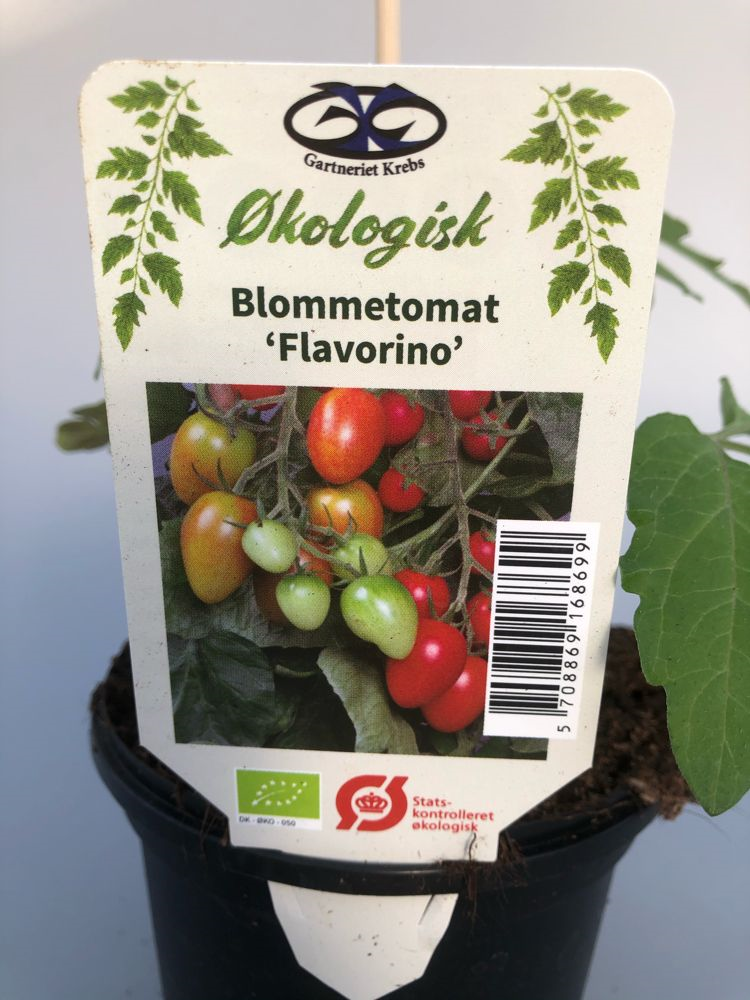 Gartneriet Krebs
Økologisk
Blommetomat
‘Flavorino’
5 708869 168699
DK - ØKO - 050
Stats-
kontrolleret
økologisk